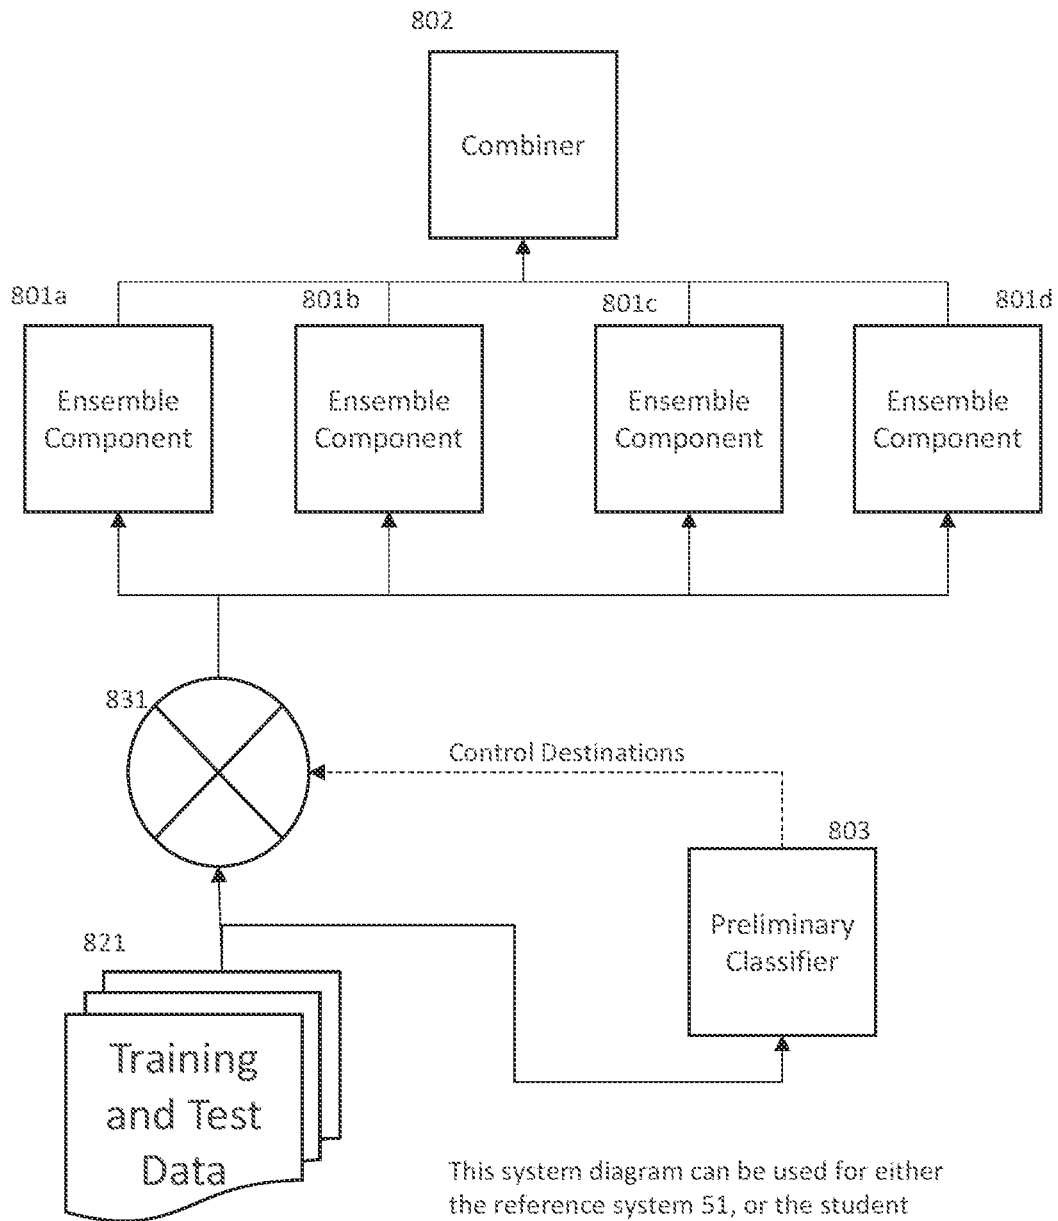 802
Combiner
801a
801b
801c
801d
Ensemble
Component
Ensemble
Component
Ensemble
Component
Ensemble
Component
831
Control Destinations
803
Preliminary
Classifier
821
Training
and Test
Data
This system diagram can be used for either
the reference system 51, or the student